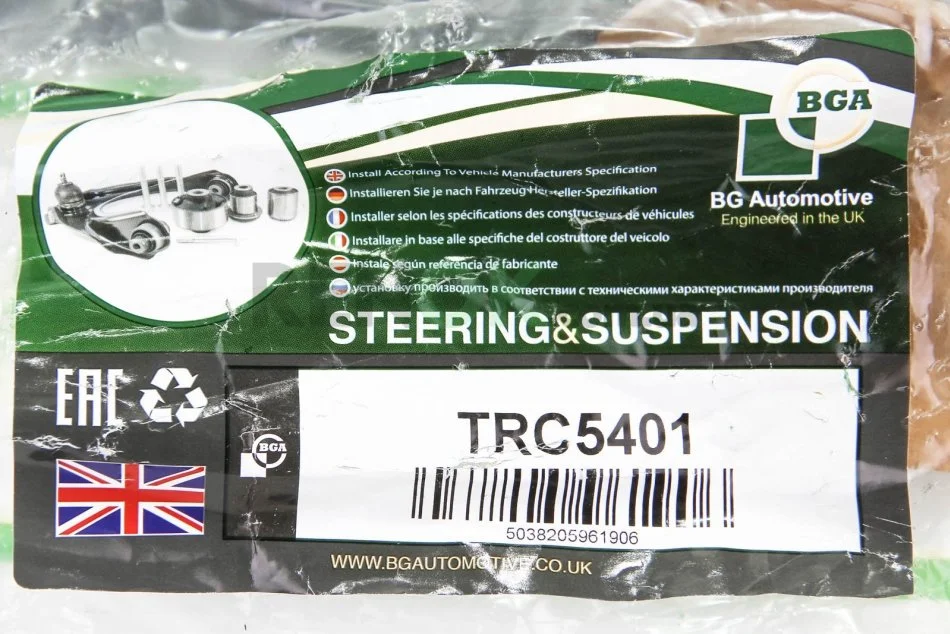 BGA
BG Automotive
Engineered in the UK
Install According To Vehicle Manufacturers Specification
Installieren Sie je nach Fahrzeug-Hersteller-Spezifikation
Installer selon les spécifications des constructeurs de véhicules
Installare jn base alle specifiche del costruttore del veicolo
Instale según referencia de fabricante
установку производить в соответствии с техническими характеристиками производителя
STEERING&SUSPENSION
EAC
BGA
TRC5401
5038205961906
WWW.BGAUTOMOTIVE.CO.UK